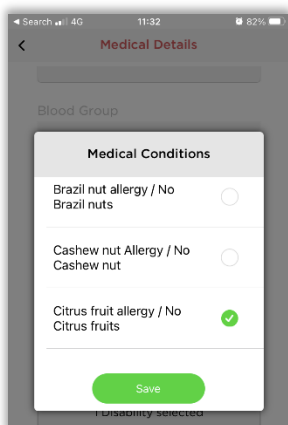 Search 4G 11:32 82%
Medical Details
Blood Group
Medical Conditions
Brazil nut allergy / No
Brazil nuts
Cashew nut Allergy / No
Cashew nut
Citrus fruit allergy / No
Citrus fruits
Save
1 Disability selected